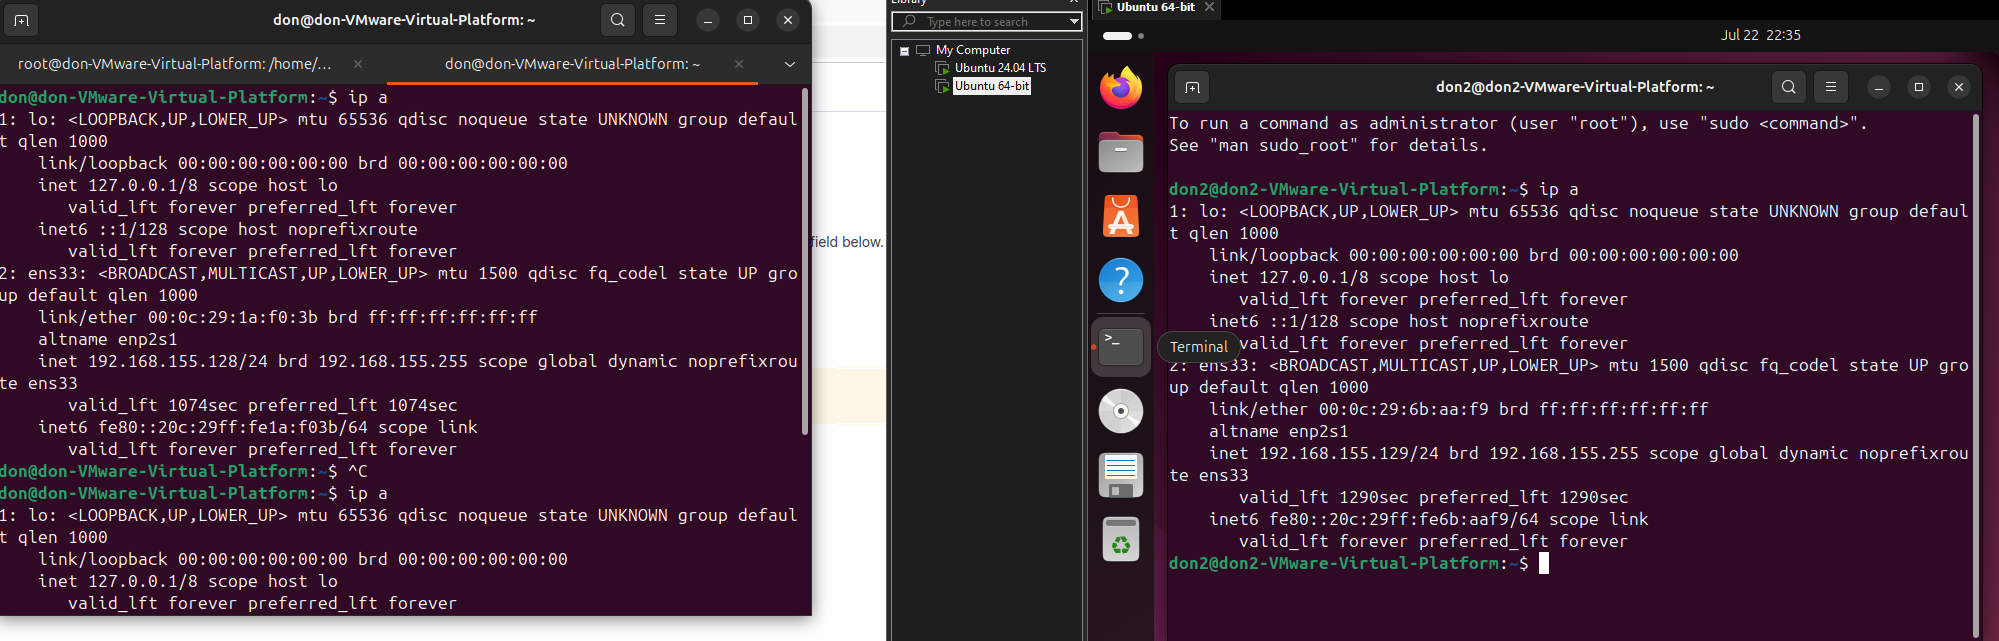 don@don-VMware-Virtual-Platform: ~
root@don-VMware-Virtual-Platform: /home/...
don@don-VMware-Virtual-Platform: ~
don@don-VMware-Virtual-Platform:~$ ip a
1: lo: <LOOPBACK,UP,LOWER_UP> mtu 65536 qdisc noqueue state UNKNOWN group defaul
t qlen 1000
link/loopback 00:00:00:00:00:00 brd 00:00:00:00:00:00
inet 127.0.0.1/8 scope host lo
valid_lft forever preferred_lft forever
inet6 ::1/128 scope host noprefixroute
valid_lft forever preferred_lft forever
2: ens33: <BROADCAST,MULTICAST,UP,LOWER_UP> mtu 1500 qdisc fq_codel state UP gro
up default qlen 1000
link/ether 00:0c:29:1a:f0:3b brd ff:ff:ff:ff:ff:ff
altname enp2s1
inet 192.168.155.128/24 brd 192.168.155.255 scope global dynamic noprefixrou
te ens33
valid_lft 1074sec preferred_lft 1074sec
inet6 fe80::20c:29ff:fe1a:f03b/64 scope link
valid_lft forever preferred_lft forever
don@don-VMware-Virtual-Platform:~$ ^C
don@don-VMware-Virtual-Platform:~$ ip a
1: lo: <LOOPBACK,UP,LOWER_UP> mtu 65536 qdisc noqueue state UNKNOWN group defaul
t qlen 1000
link/loopback 00:00:00:00:00:00 brd 00:00:00:00:00:00
inet 127.0.0.1/8 scope host lo
valid_lft forever preferred_lft forever
field below.
Library
Type here to search
My Computer
Ubuntu 24.04 LTS
Ubuntu 64-bit
Ubuntu 64-bit
Jul 22 22:35
don2@don2-VMware-Virtual-Platform: ~
To run a command as administrator (user "root"), use "sudo <command>".
See "man sudo_root" for details.
don2@don2-VMware-Virtual-Platform:~$ ip a
1: lo: <LOOPBACK,UP,LOWER_UP> mtu 65536 qdisc noqueue state UNKNOWN group defaul
t qlen 1000
link/loopback 00:00:00:00:00:00 brd 00:00:00:00:00:00
inet 127.0.0.1/8 scope host lo
valid_lft forever preferred_lft forever
inet6 ::1/128 scope host noprefixroute
Terminal
valid_lft forever preferred_lft forever
2: ens33: <BROADCAST,MULTICAST,UP,LOWER_UP> mtu 1500 qdisc fq_codel state UP gro
up default qlen 1000
link/ether 00:0c:29:6b:aa:f9 brd ff:ff:ff:ff:ff:ff
altname enp2s1
inet 192.168.155.129/24 brd 192.168.155.255 scope global dynamic noprefixrou
te ens33
valid_lft 1290sec preferred_lft 1290sec
inet6 fe80::20c:29ff:fe6b:aaf9/64 scope link
valid_lft forever preferred_lft forever
don2@don2-VMware-Virtual-Platform:~$